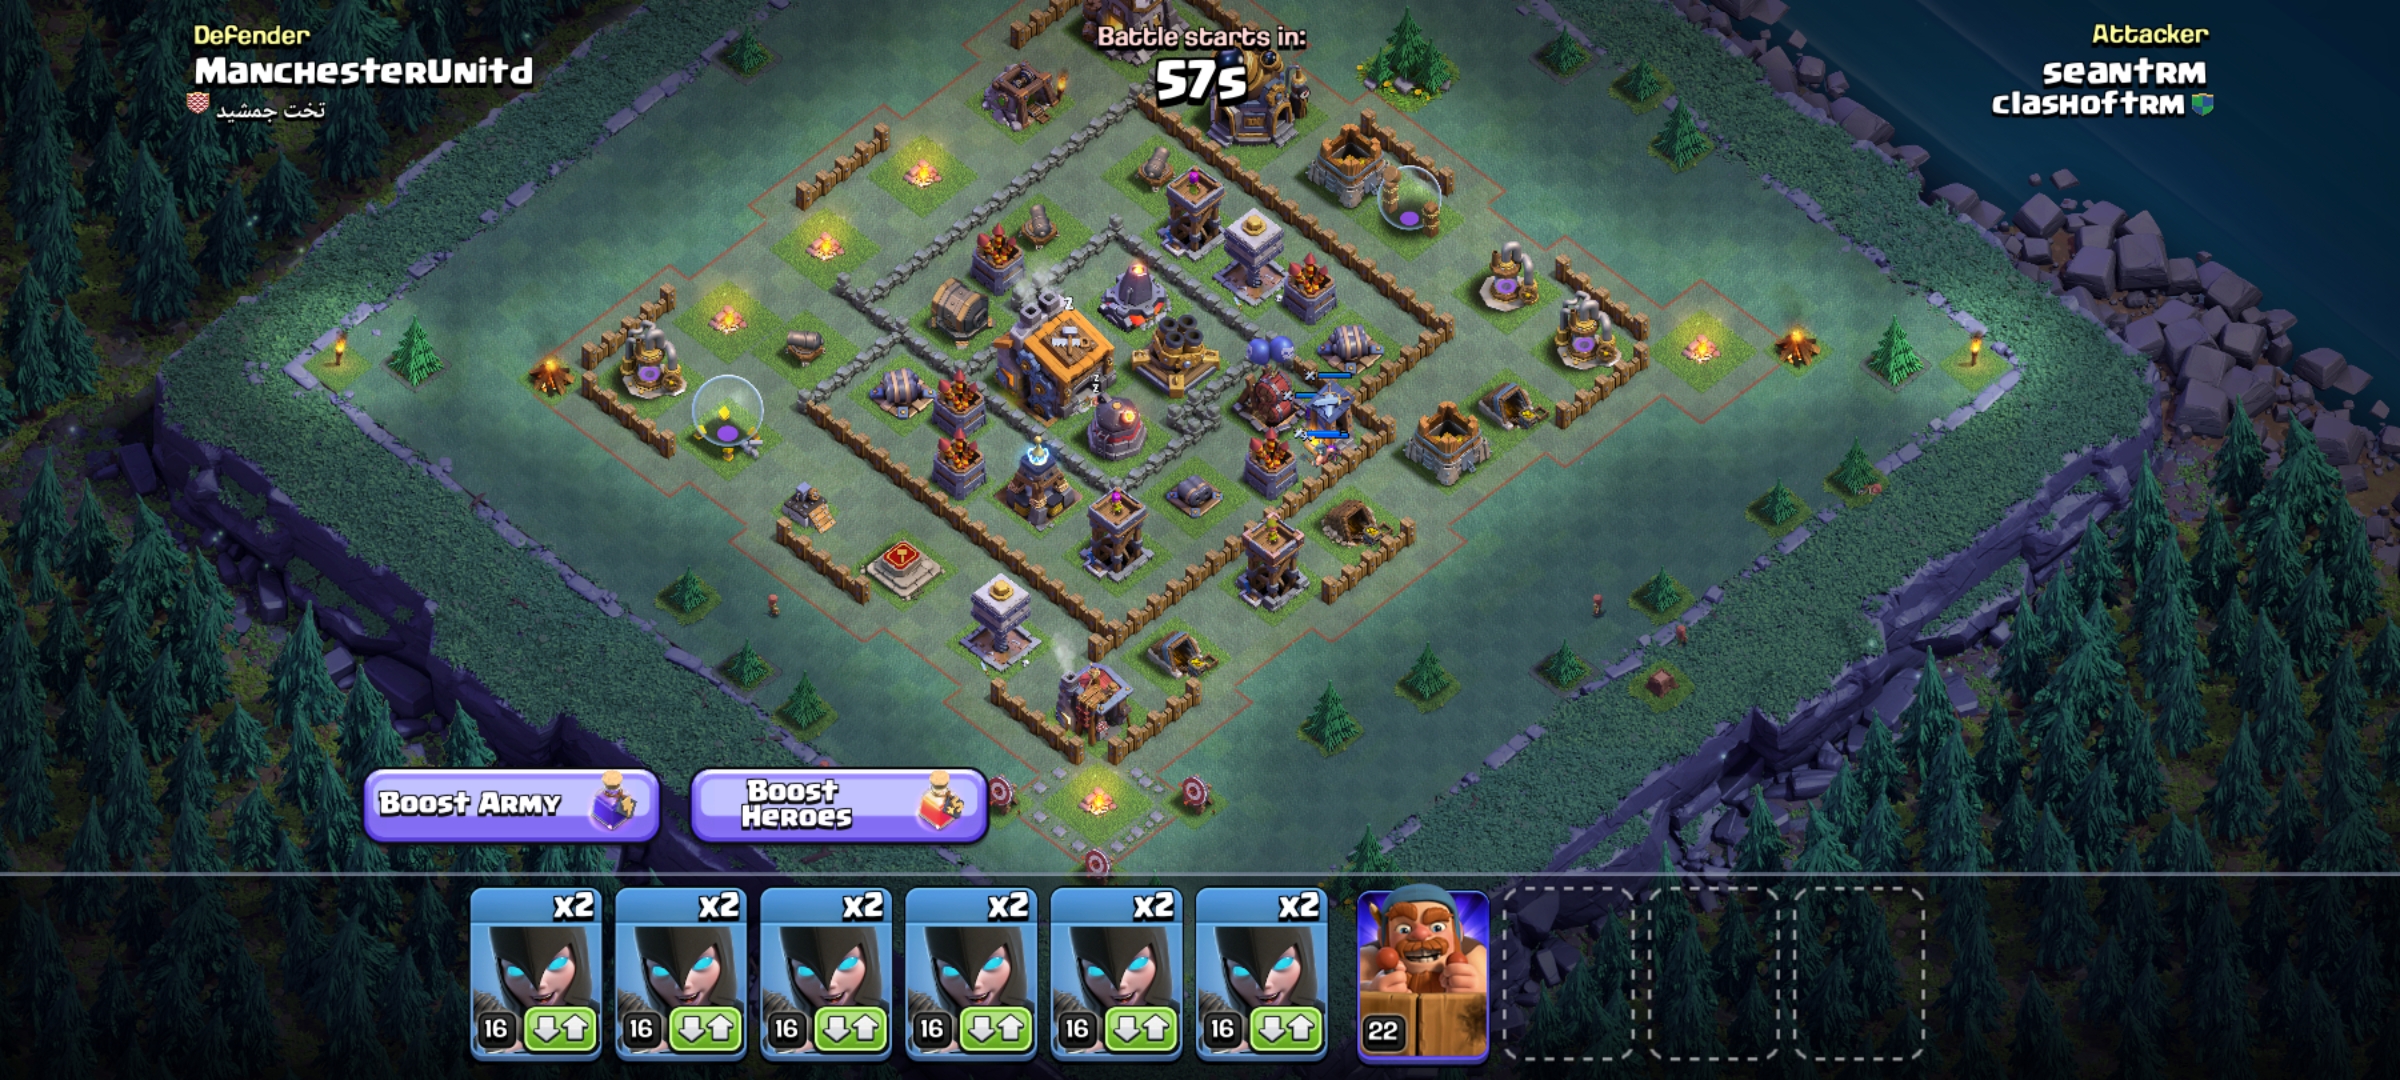 Defender
ManchesterUnitd
تخت جمشید
Battle starts in:
57s
Attacker
seantRM
clashoftRM
Boost Army
Boost
Heroes
x2
x2
x2
x2
x2
x2
16
16
16
16
16
16
22